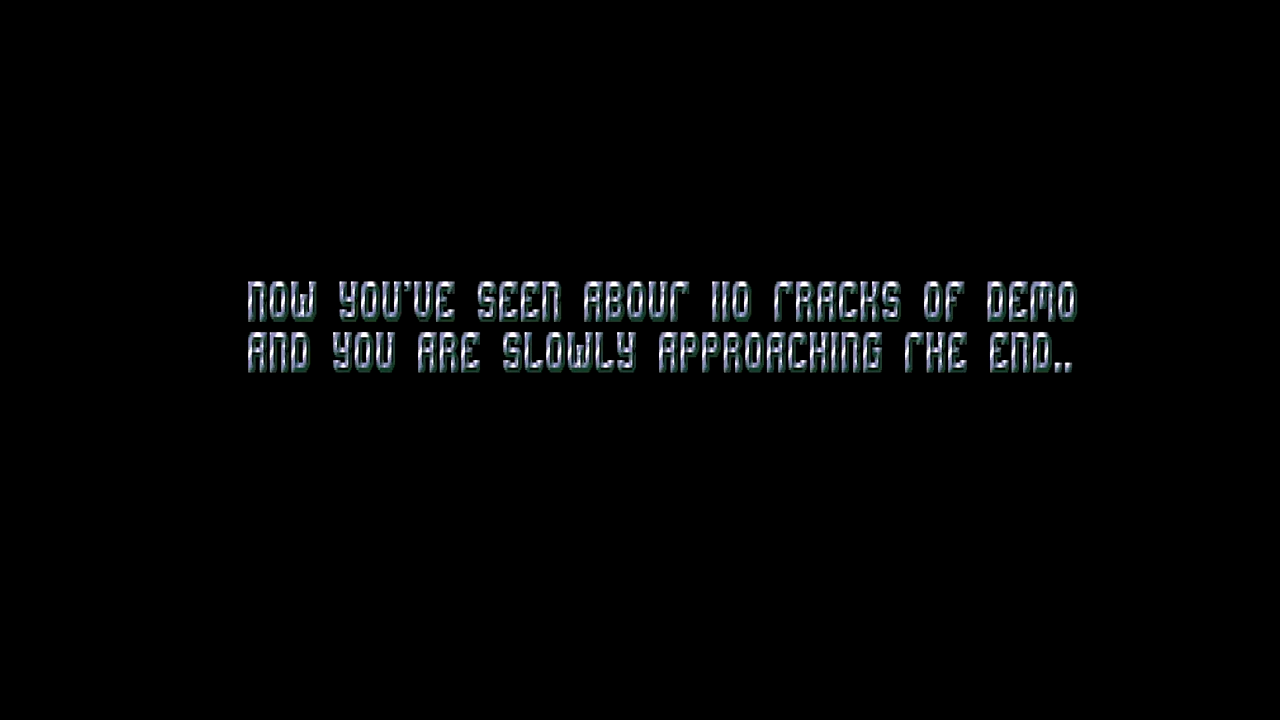 NOW YOU'VE SEEN ABOUT 110 TRACKS OF DEMO
AND YOU ARE SLOWLY APPROACHING THE END..